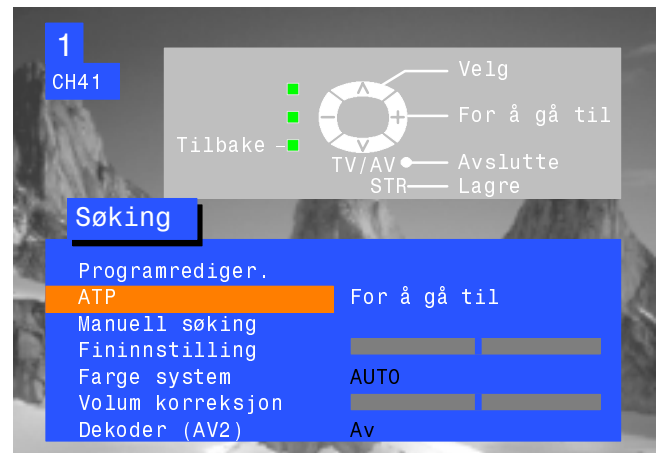 1
CH41
Velg
For å gå til
Tilbake
TV/AV Avslutte
STR Lagre
Søking
Programrediger.
ATP For å gå til
Manuell søking
Fininnstilling
Farge system AUTO
Volum korreksjon
Dekoder (AV2) Av